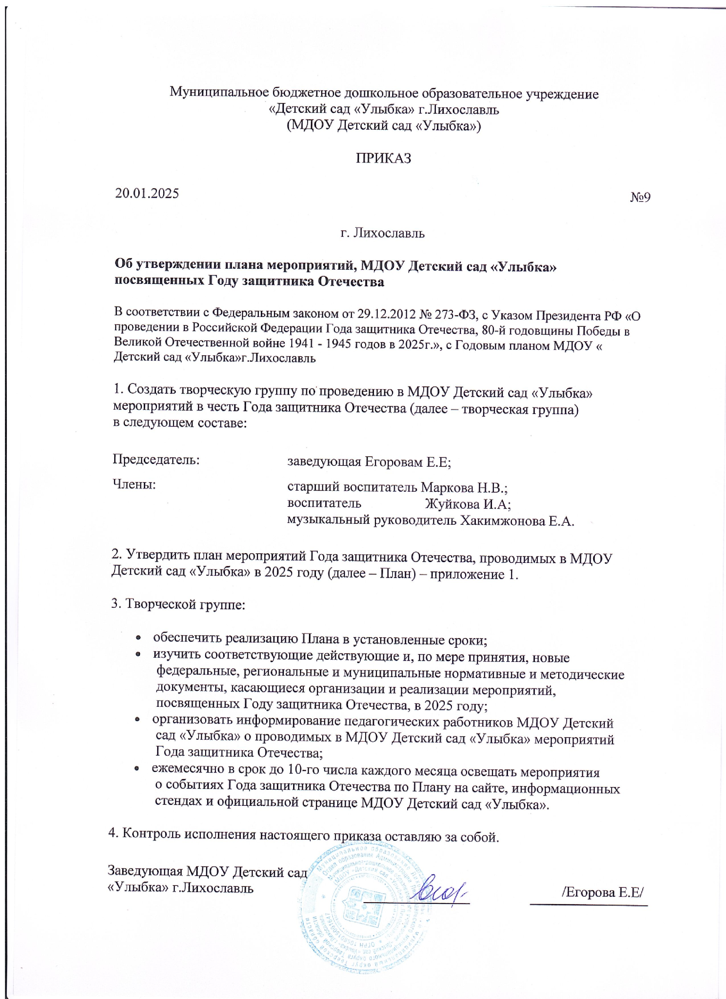 Муниципальное бюджетное дошкольное образовательное учреждение
«Детский сад «Улыбка» г.Лихославль
(МДОУ Детский сад «Улыбка»)
ПРИКАЗ
20.01.2025 №9
г. Лихославль
Об утверждении плана мероприятий, МДОУ Детский сад «Улыбка»
посвященных Году защитника Отечества
В соответствии с Федеральным законом от 29.12.2012 № 273-ФЗ, с Указом Президента РФ «О
проведении в Российской Федерации Года защитника Отечества, 80-й годовщины Победы в
Великой Отечественной войне 1941 - 1945 годов в 2025г.», с Годовым планом МДОУ «
Детский сад «Улыбка»г.Лихославль
1. Создать творческую группу по проведению в МДОУ Детский сад «Улыбка»
мероприятий в честь Года защитника Отечества (далее – творческая группа)
в следующем составе:
Председатель: заведующая Егоровам Е.Е;
Члены: старший воспитатель Маркова Н.В.;
воспитатель Жуйкова И.А;
музыкальный руководитель Хакимжонова Е.А.
2. Утвердить план мероприятий Года защитника Отечества, проводимых в МДОУ
Детский сад «Улыбка» в 2025 году (далее – План) – приложение 1.
3. Творческой группе:
• обеспечить реализацию Плана в установленные сроки;
• изучить соответствующие действующие и, по мере принятия, новые
федеральные, региональные и муниципальные нормативные и методические
документы, касающиеся организации и реализации мероприятий,
посвященных Году защитника Отечества, в 2025 году;
• организовать информирование педагогических работников МДОУ Детский
сад «Улыбка» о проводимых в МДОУ Детский сад «Улыбка» мероприятий
Года защитника Отечества;
• ежемесячно в срок до 10-го числа каждого месяца освещать мероприятия
о событиях Года защитника Отечества по Плану на сайте, информационных
стендах и официальной странице МДОУ Детский сад «Улыбка».
4. Контроль исполнения настоящего приказа оставляю за собой.
Заведующая МДОУ Детский сад
«Улыбка» г.Лихославль /Егорова Е.Е/